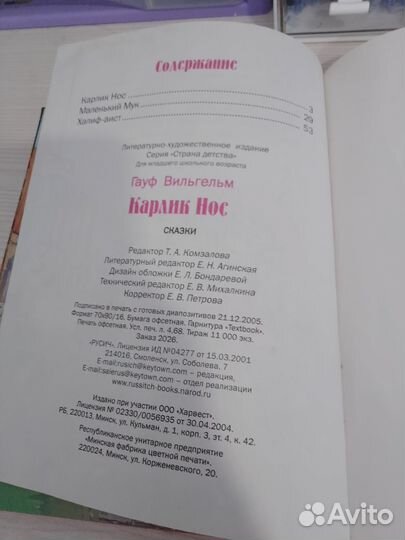 Содержание
Карлик Нос 3
Маленький Мук 29
Халиф-аист 53
Литературно-художественное издание
Серия «Страна детства»
Для младшего школьного возраста
Гауф Вильгельм
Карлик Нос
СКАЗКИ
Редактор Т. А. Комзалова
Литературный редактор Е. Н. Агинская
Дизайн обложки Е. Л. Бондаревой
Технический редактор Е. В. Михалкина
Корректор Е. В. Петрова
Подписано в печать с готовых диапозитивов 21.12.2005.
Формат 70х90/16. Бумага офсетная. Гарнитура «Textbook».
Печать офсетная. Усл. печ. л. 4,68. Тираж 11 000 экз.
Заказ 2026.
«РУСИЧ». Лицензия ИД №04277 от 15.03.2001
214016, Смоленск, ул. Соболева, 7
E-mail:rusich@keytown.com – редакция,
E-mail:salerus@keytown.com – отдел реализации
www.russitch-books.narod.ru
Издано при участии ООО «Харвест».
Лицензия № 02330/0056935 от 30.04.2004.
РБ, 220013, Минск, ул. Кульман, д. 1, корп. 3, эт. 4, к. 42.
Республиканское унитарное предприятие
«Минская фабрика цветной печати».
220024, Минск, ул. Корженевского, 20.
Avito